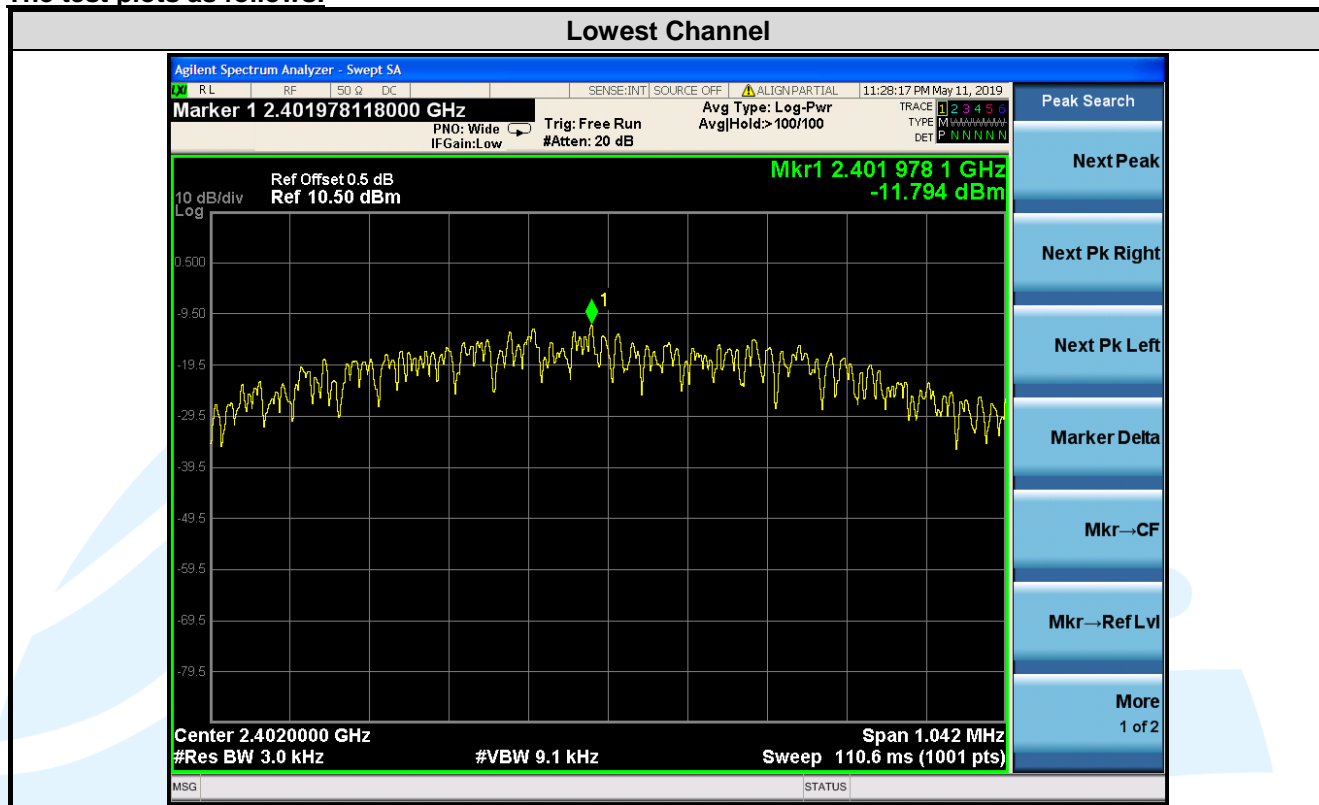 The test plots as follows:
Lowest Channel
Agilent Spectrum Analyzer - Swept SA
LXI RL RF 50 Ω DC SENSE:INT SOURCE OFF ALIGN PARTIAL 11:28:17 PM May 11, 2019
Marker 1 2.401978118000 GHz
PNO: Wide
IFGain:Low
Trig: Free Run
#Atten: 20 dB
Avg Type: Log-Pwr
Avg|Hold:>100/100
TRACE 1 2 3 4 5 6
TYPE M
DET P N N N N N
Mkr1 2.401 978 1 GHz
-11.794 dBm
Ref Offset 0.5 dB
10 dB/div Ref 10.50 dBm
Log
1
0.500
-9.50
-19.5
-29.5
-39.5
-49.5
-59.5
-69.5
-79.5
Center 2.4020000 GHz Span 1.042 MHz
#Res BW 3.0 kHz #VBW 9.1 kHz Sweep 110.6 ms (1001 pts)
MSG STATUS
Peak Search
Next Peak
Next Pk Right
Next Pk Left
Marker Delta
Mkr→CF
Mkr→Ref Lvl
More
1 of 2